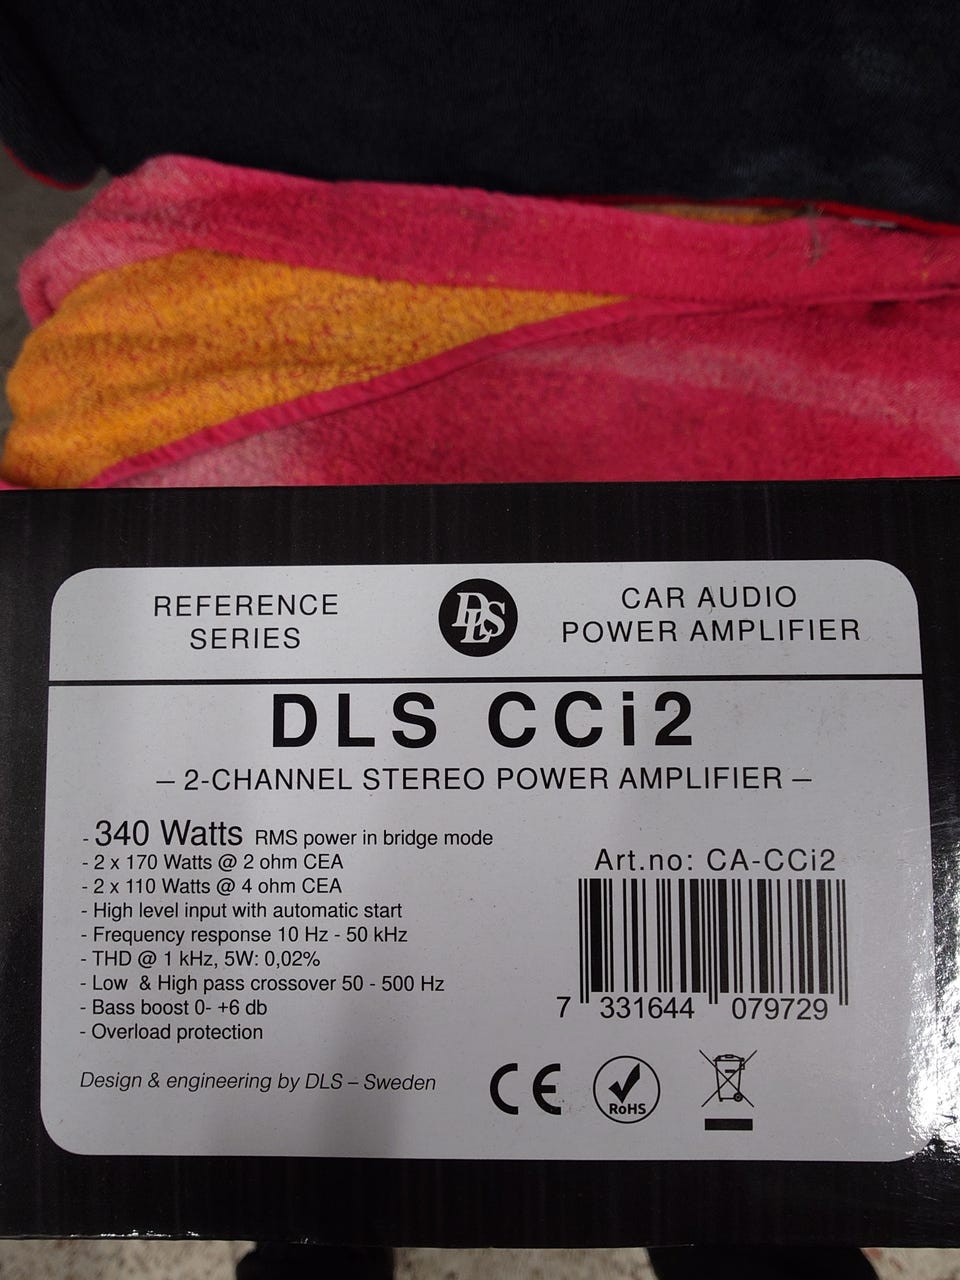 REFERENCE
SERIES
DLS
CAR AUDIO
POWER AMPLIFIER
DLS CCi2
– 2-CHANNEL STEREO POWER AMPLIFIER –
- 340 Watts RMS power in bridge mode
- 2 x 170 Watts @ 2 ohm CEA
- 2 x 110 Watts @ 4 ohm CEA
- High level input with automatic start
- Frequency response 10 Hz - 50 kHz
- THD @ 1 kHz, 5W: 0,02%
- Low & High pass crossover 50 - 500 Hz
- Bass boost 0- +6 db
- Overload protection
Art.no: CA-CCi2
7 331644 079729
Design & engineering by DLS – Sweden
CE
RoHS